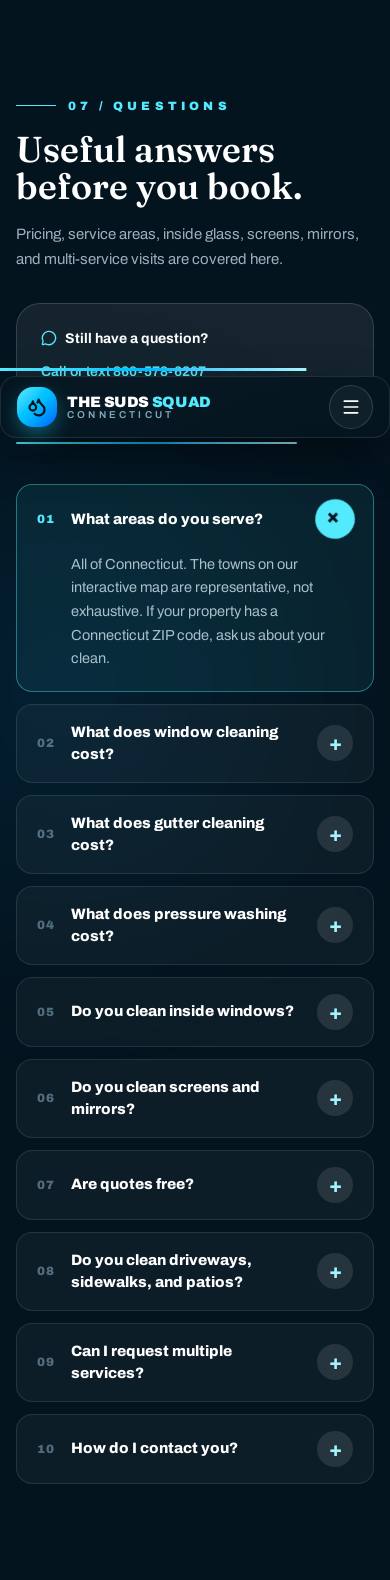 07 / QUESTIONS
Useful answers
before you book.
Pricing, service areas, inside glass, screens, mirrors,
and multi-service visits are covered here.
Still have a question?
Call or text 860-578-6207
THE SUDS SQUAD
CONNECTICUT
01 What areas do you serve?
All of Connecticut. The towns on our
interactive map are representative, not
exhaustive. If your property has a
Connecticut ZIP code, ask us about your
clean.
02 What does window cleaning
cost?
03 What does gutter cleaning
cost?
04 What does pressure washing
cost?
05 Do you clean inside windows?
06 Do you clean screens and
mirrors?
07 Are quotes free?
08 Do you clean driveways,
sidewalks, and patios?
09 Can I request multiple
services?
10 How do I contact you?